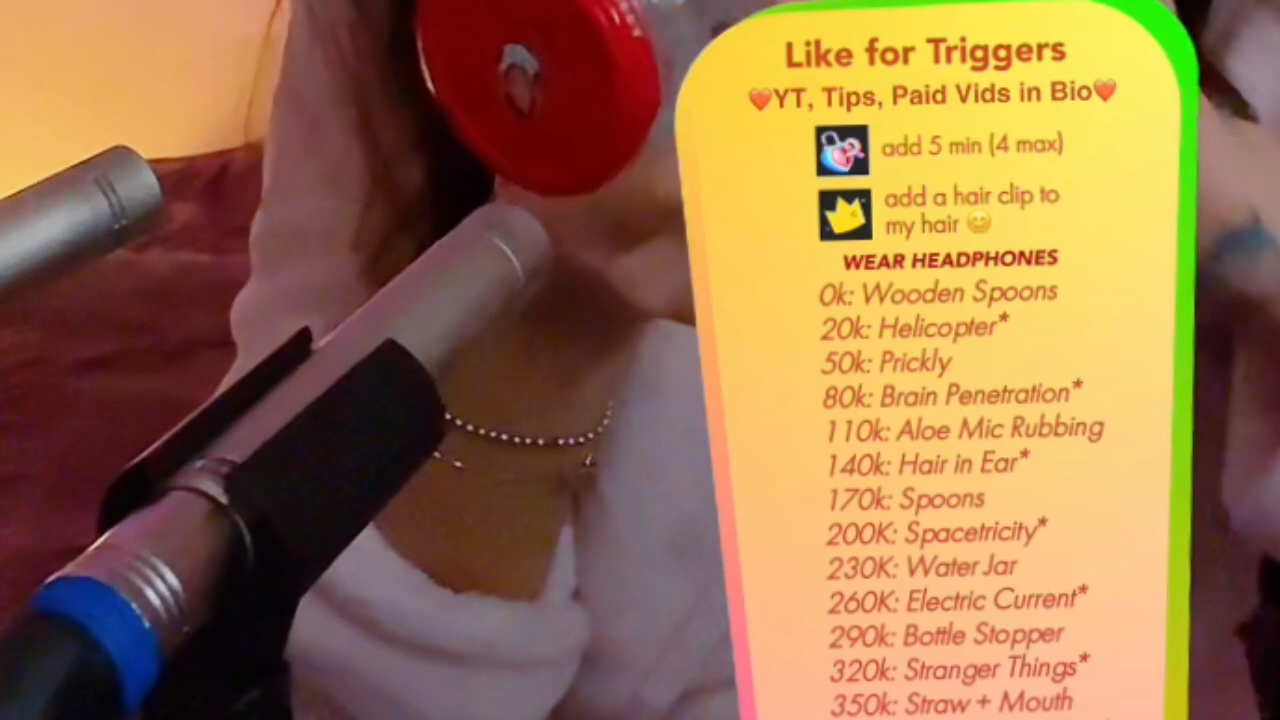 Like for Triggers
❤️YT, Tips, Paid Vids in Bio❤️
add 5 min (4 max)
add a hair clip to
my hair 😊
WEAR HEADPHONES
0k: Wooden Spoons
20k: Helicopter*
50k: Prickly
80k: Brain Penetration*
110k: Aloe Mic Rubbing
140k: Hair in Ear*
170k: Spoons
200K: Spacetricity*
230K: Water Jar
260K: Electric Current*
290k: Bottle Stopper
320k: Stranger Things*
350k: Straw + Mouth